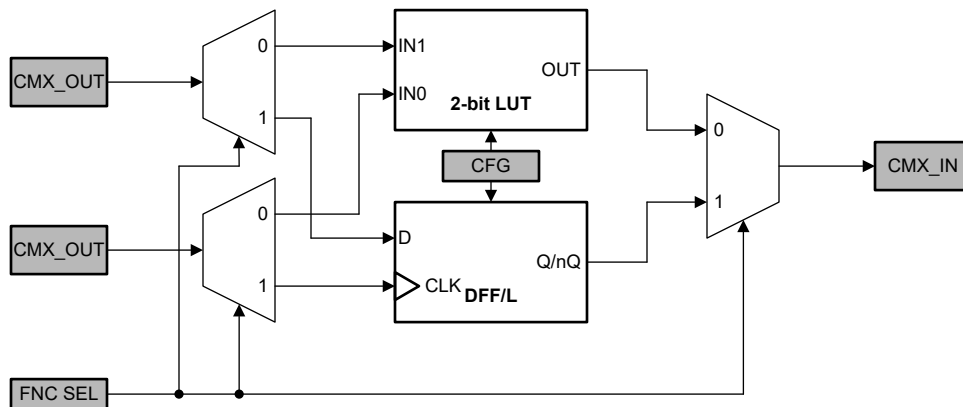 CMX_OUT
0
1
IN1
IN0
OUT
2-bit LUT
CFG
0
1
CMX_IN
CMX_OUT
0
1
D
CLK
Q/nQ
DFF/L
FNC SEL